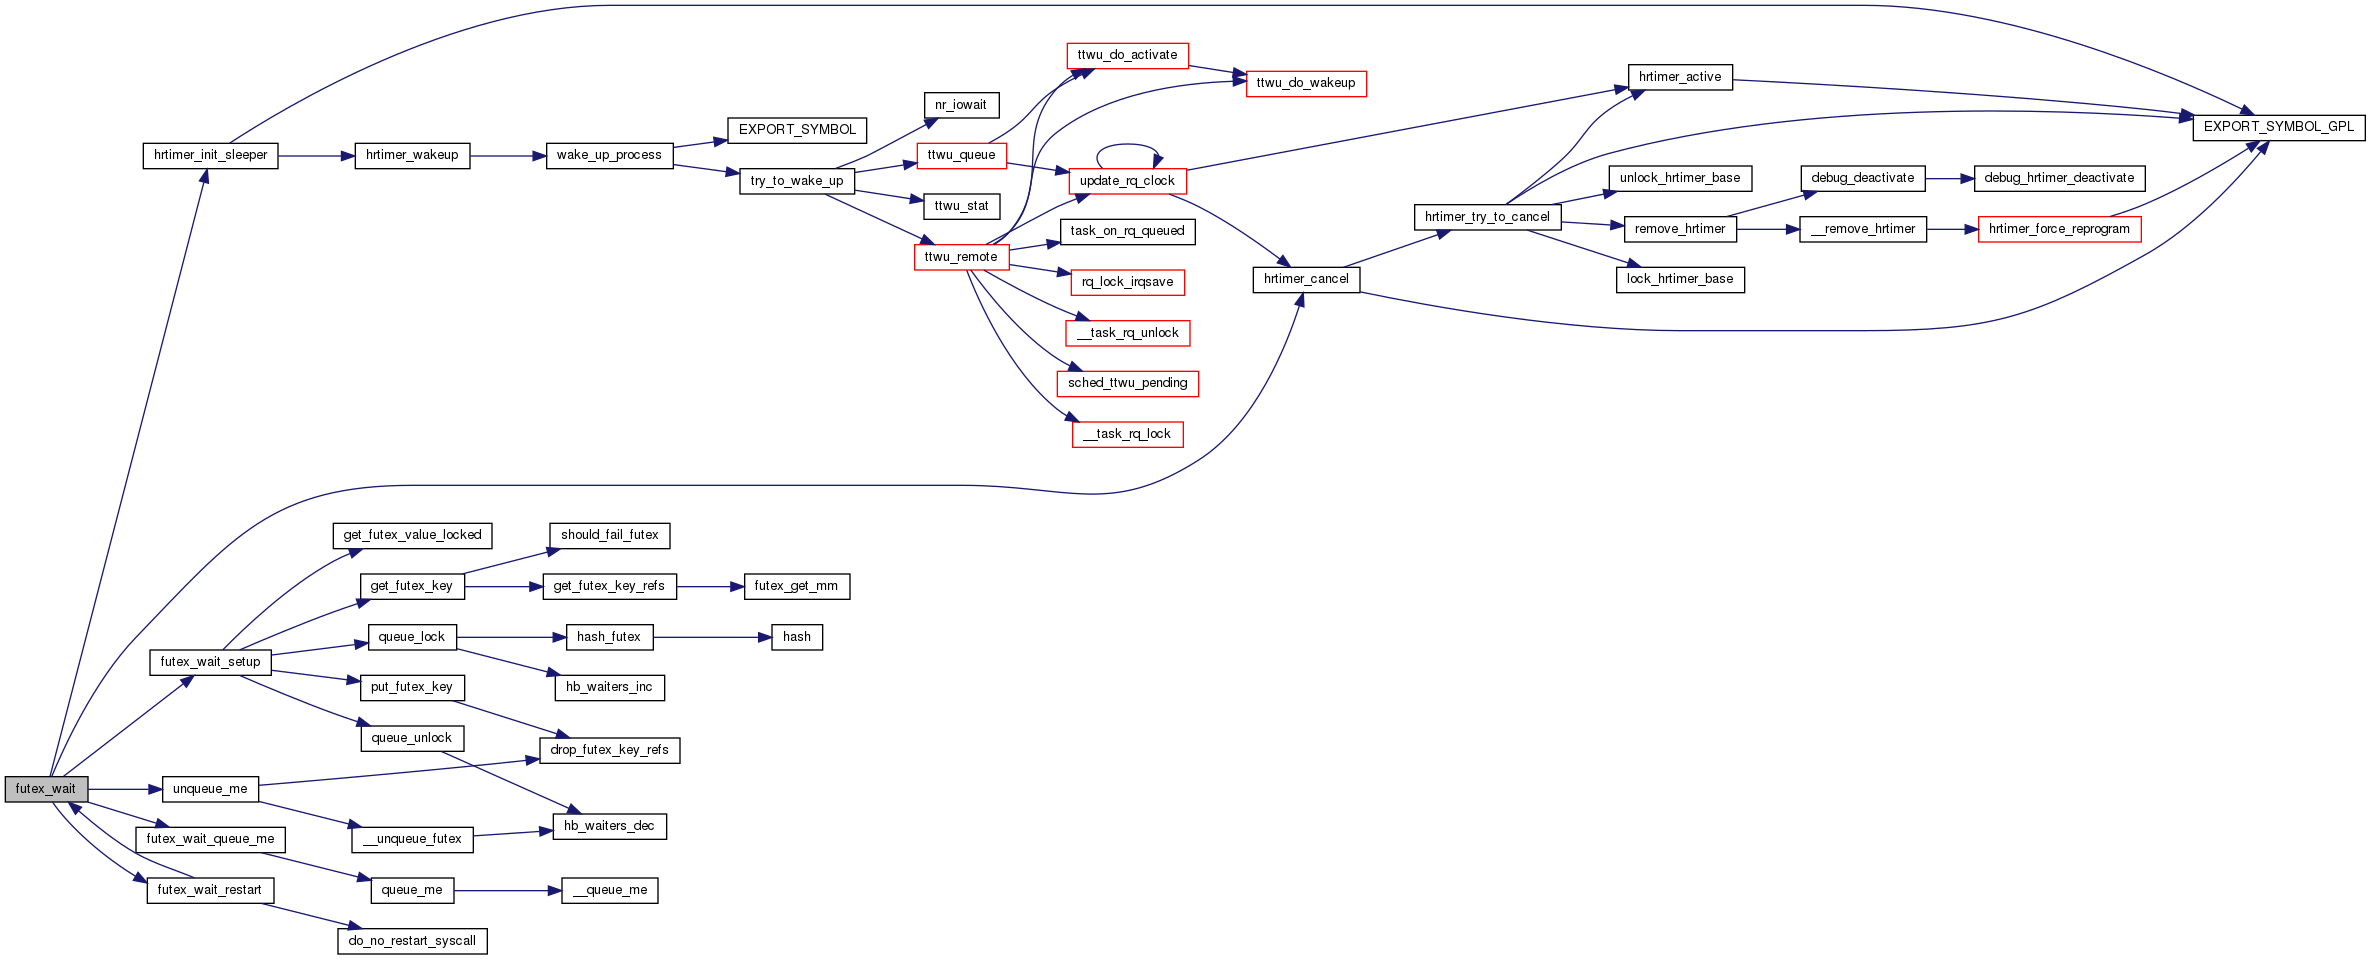 ttwu_do_activate
hrtimer_active
ttwu_do_wakeup
nr_iowait
EXPORT_SYMBOL
EXPORT_SYMBOL_GPL
hrtimer_init_sleeper
hrtimer_wakeup
wake_up_process
ttwu_queue
try_to_wake_up
update_rq_clock
unlock_hrtimer_base
debug_deactivate
debug_hrtimer_deactivate
ttwu_stat
hrtimer_try_to_cancel
task_on_rq_queued
remove_hrtimer
__remove_hrtimer
hrtimer_force_reprogram
ttwu_remote
rq_lock_irqsave
hrtimer_cancel
lock_hrtimer_base
__task_rq_unlock
sched_ttwu_pending
__task_rq_lock
get_futex_value_locked
should_fail_futex
get_futex_key
get_futex_key_refs
futex_get_mm
queue_lock
hash_futex
hash
futex_wait_setup
put_futex_key
hb_waiters_inc
queue_unlock
drop_futex_key_refs
futex_wait
unqueue_me
hb_waiters_dec
futex_wait_queue_me
__unqueue_futex
futex_wait_restart
queue_me
__queue_me
do_no_restart_syscall